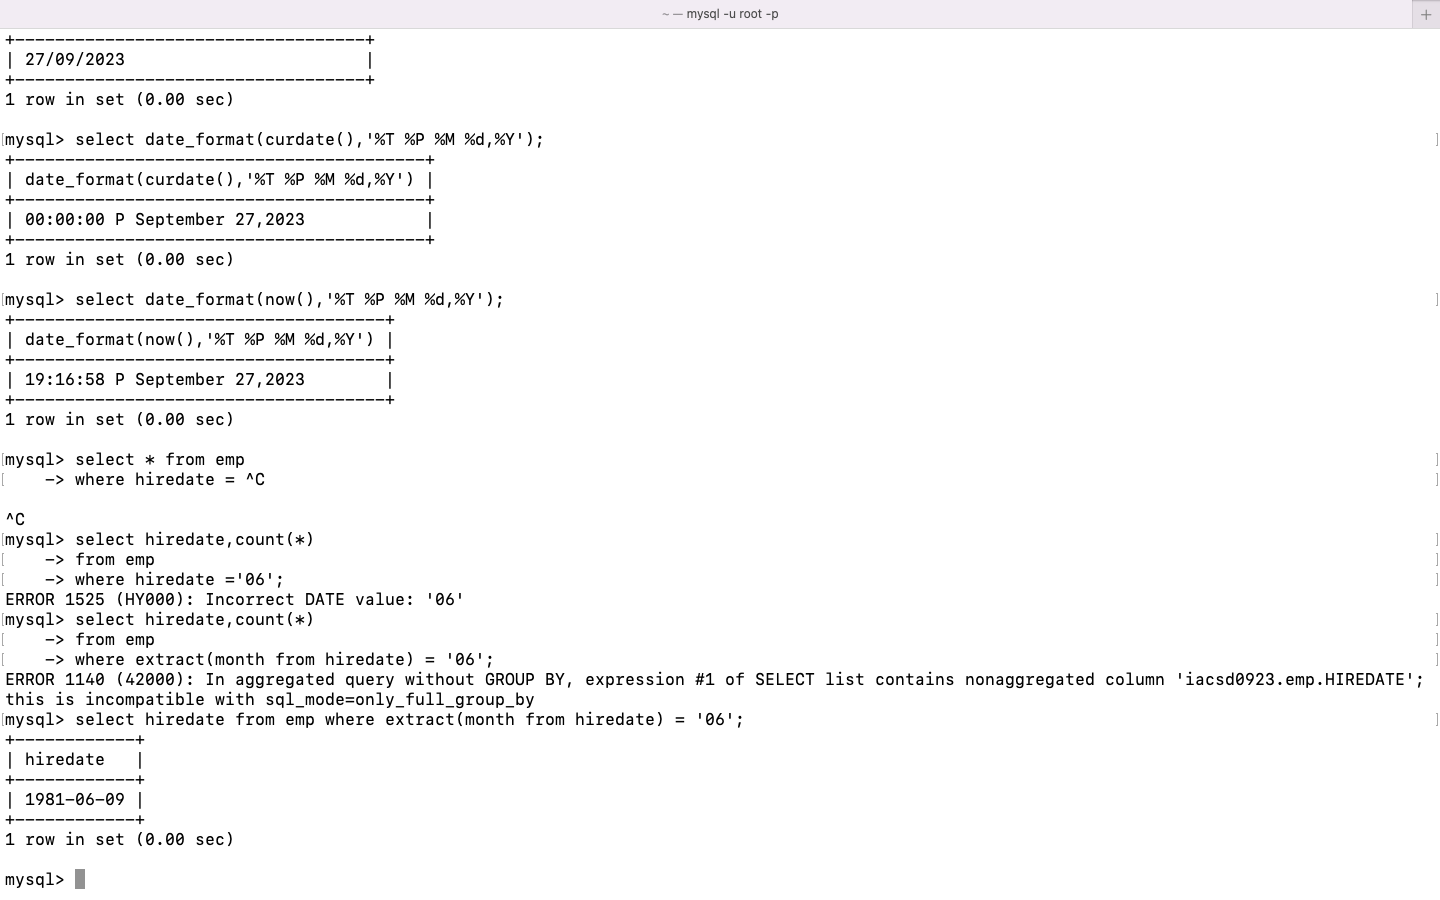 ~ — mysql -u root -p
+
+-----------------------------------+
| 27/09/2023                        |
+-----------------------------------+
1 row in set (0.00 sec)
[mysql> select date_format(curdate(),'%T %P %M %d,%Y'); ]
+-----------------------------------------+
| date_format(curdate(),'%T %P %M %d,%Y') |
+-----------------------------------------+
| 00:00:00 P September 27,2023            |
+-----------------------------------------+
1 row in set (0.00 sec)
[mysql> select date_format(now(),'%T %P %M %d,%Y'); ]
+-------------------------------------+
| date_format(now(),'%T %P %M %d,%Y') |
+-------------------------------------+
| 19:16:58 P September 27,2023        |
+-------------------------------------+
1 row in set (0.00 sec)
[mysql> select * from emp ]
[    -> where hiredate = ^C ]
^C
[mysql> select hiredate,count(*) ]
[    -> from emp ]
[    -> where hiredate ='06'; ]
ERROR 1525 (HY000): Incorrect DATE value: '06'
[mysql> select hiredate,count(*) ]
[    -> from emp ]
[    -> where extract(month from hiredate) = '06'; ]
ERROR 1140 (42000): In aggregated query without GROUP BY, expression #1 of SELECT list contains nonaggregated column 'iacsd0923.emp.HIREDATE';
this is incompatible with sql_mode=only_full_group_by
[mysql> select hiredate from emp where extract(month from hiredate) = '06'; ]
+------------+
| hiredate   |
+------------+
| 1981-06-09 |
+------------+
1 row in set (0.00 sec)
mysql>